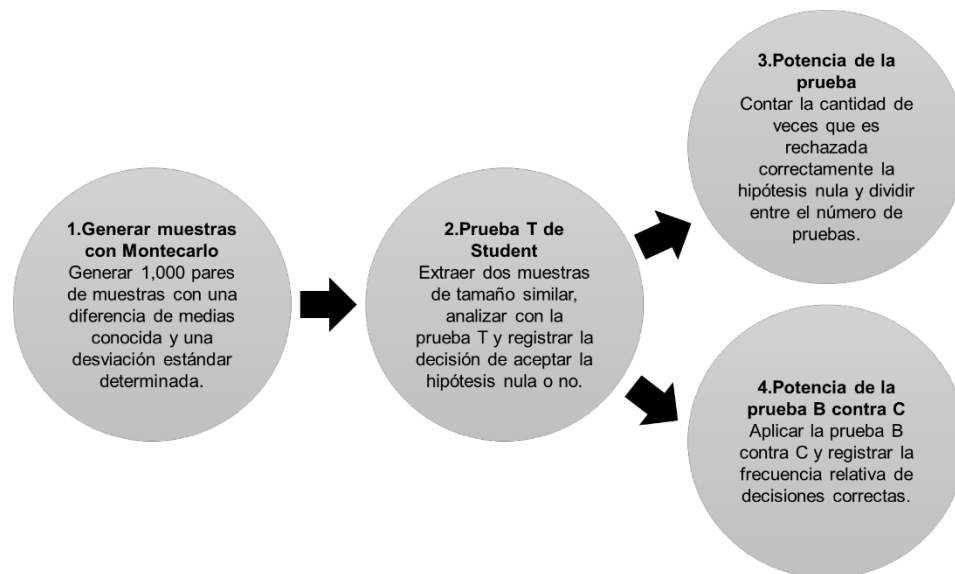 1.Generar muestras
con Montecarlo
Generar 1,000 pares
de muestras con una
diferencia de medias
conocida y una
desviación estándar
determinada.
2.Prueba T de
Student
Extraer dos muestras
de tamaño similar,
analizar con la
prueba T y registrar la
decisión de aceptar la
hipótesis nula o no.
3.Potencia de la
prueba
Contar la cantidad de
veces que es
rechazada
correctamente la
hipótesis nula y dividir
entre el número de
pruebas.
4.Potencia de la
prueba B contra C
Aplicar la prueba B
contra C y registrar la
frecuencia relativa de
decisiones correctas.